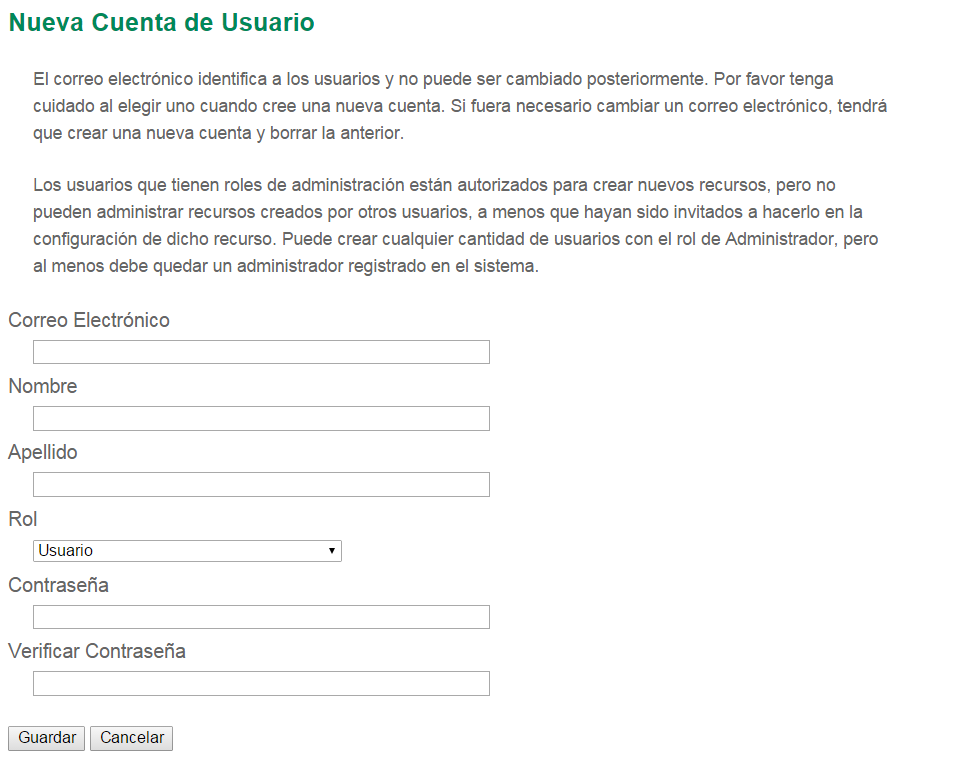 Nueva Cuenta de Usuario
El correo electrónico identifica a los usuarios y no puede ser cambiado posteriormente. Por favor tenga
cuidado al elegir uno cuando cree una nueva cuenta. Si fuera necesario cambiar un correo electrónico, tendrá
que crear una nueva cuenta y borrar la anterior.
Los usuarios que tienen roles de administración están autorizados para crear nuevos recursos, pero no
pueden administrar recursos creados por otros usuarios, a menos que hayan sido invitados a hacerlo en la
configuración de dicho recurso. Puede crear cualquier cantidad de usuarios con el rol de Administrador, pero
al menos debe quedar un administrador registrado en el sistema.
Correo Electrónico
Nombre
Apellido
Rol
Usuario
Contraseña
Verificar Contraseña
Guardar Cancelar